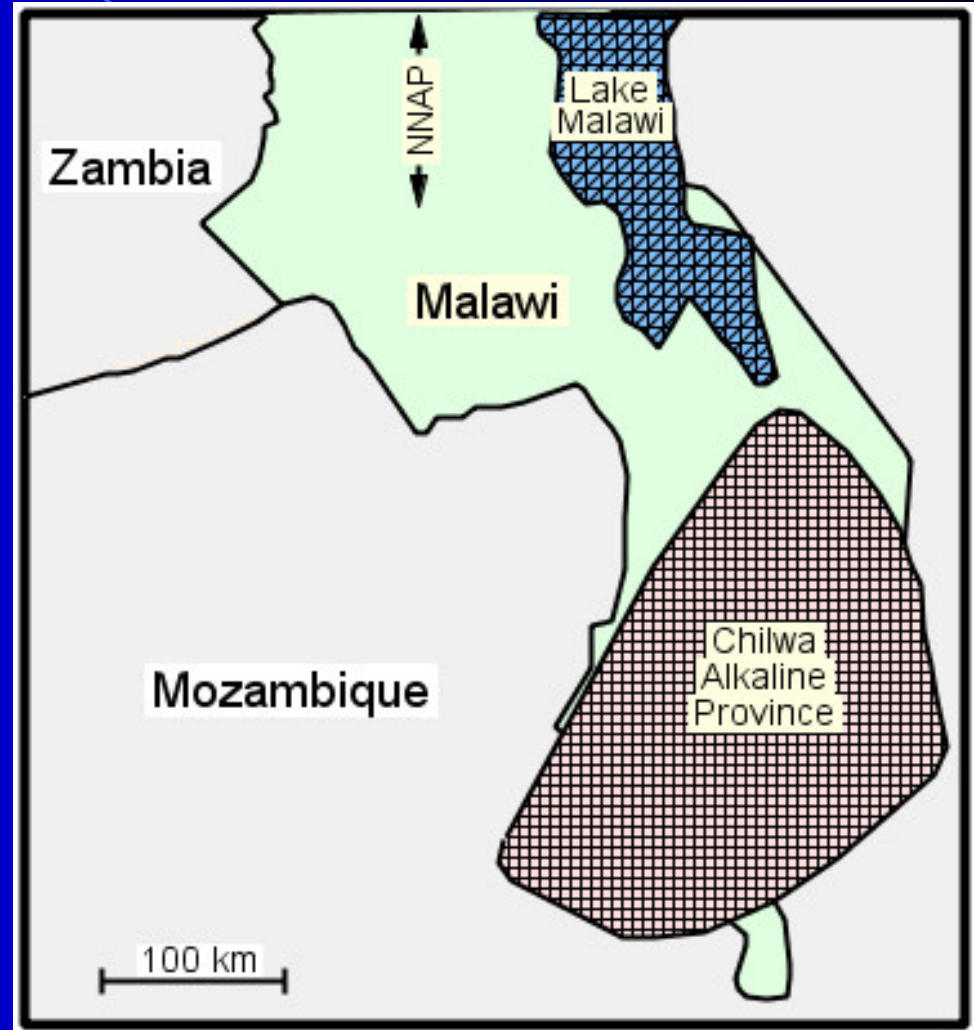 NNAP
Lake
Malawi
Zambia
Malawi
Chilwa
Alkaline
Province
Mozambique
100 km